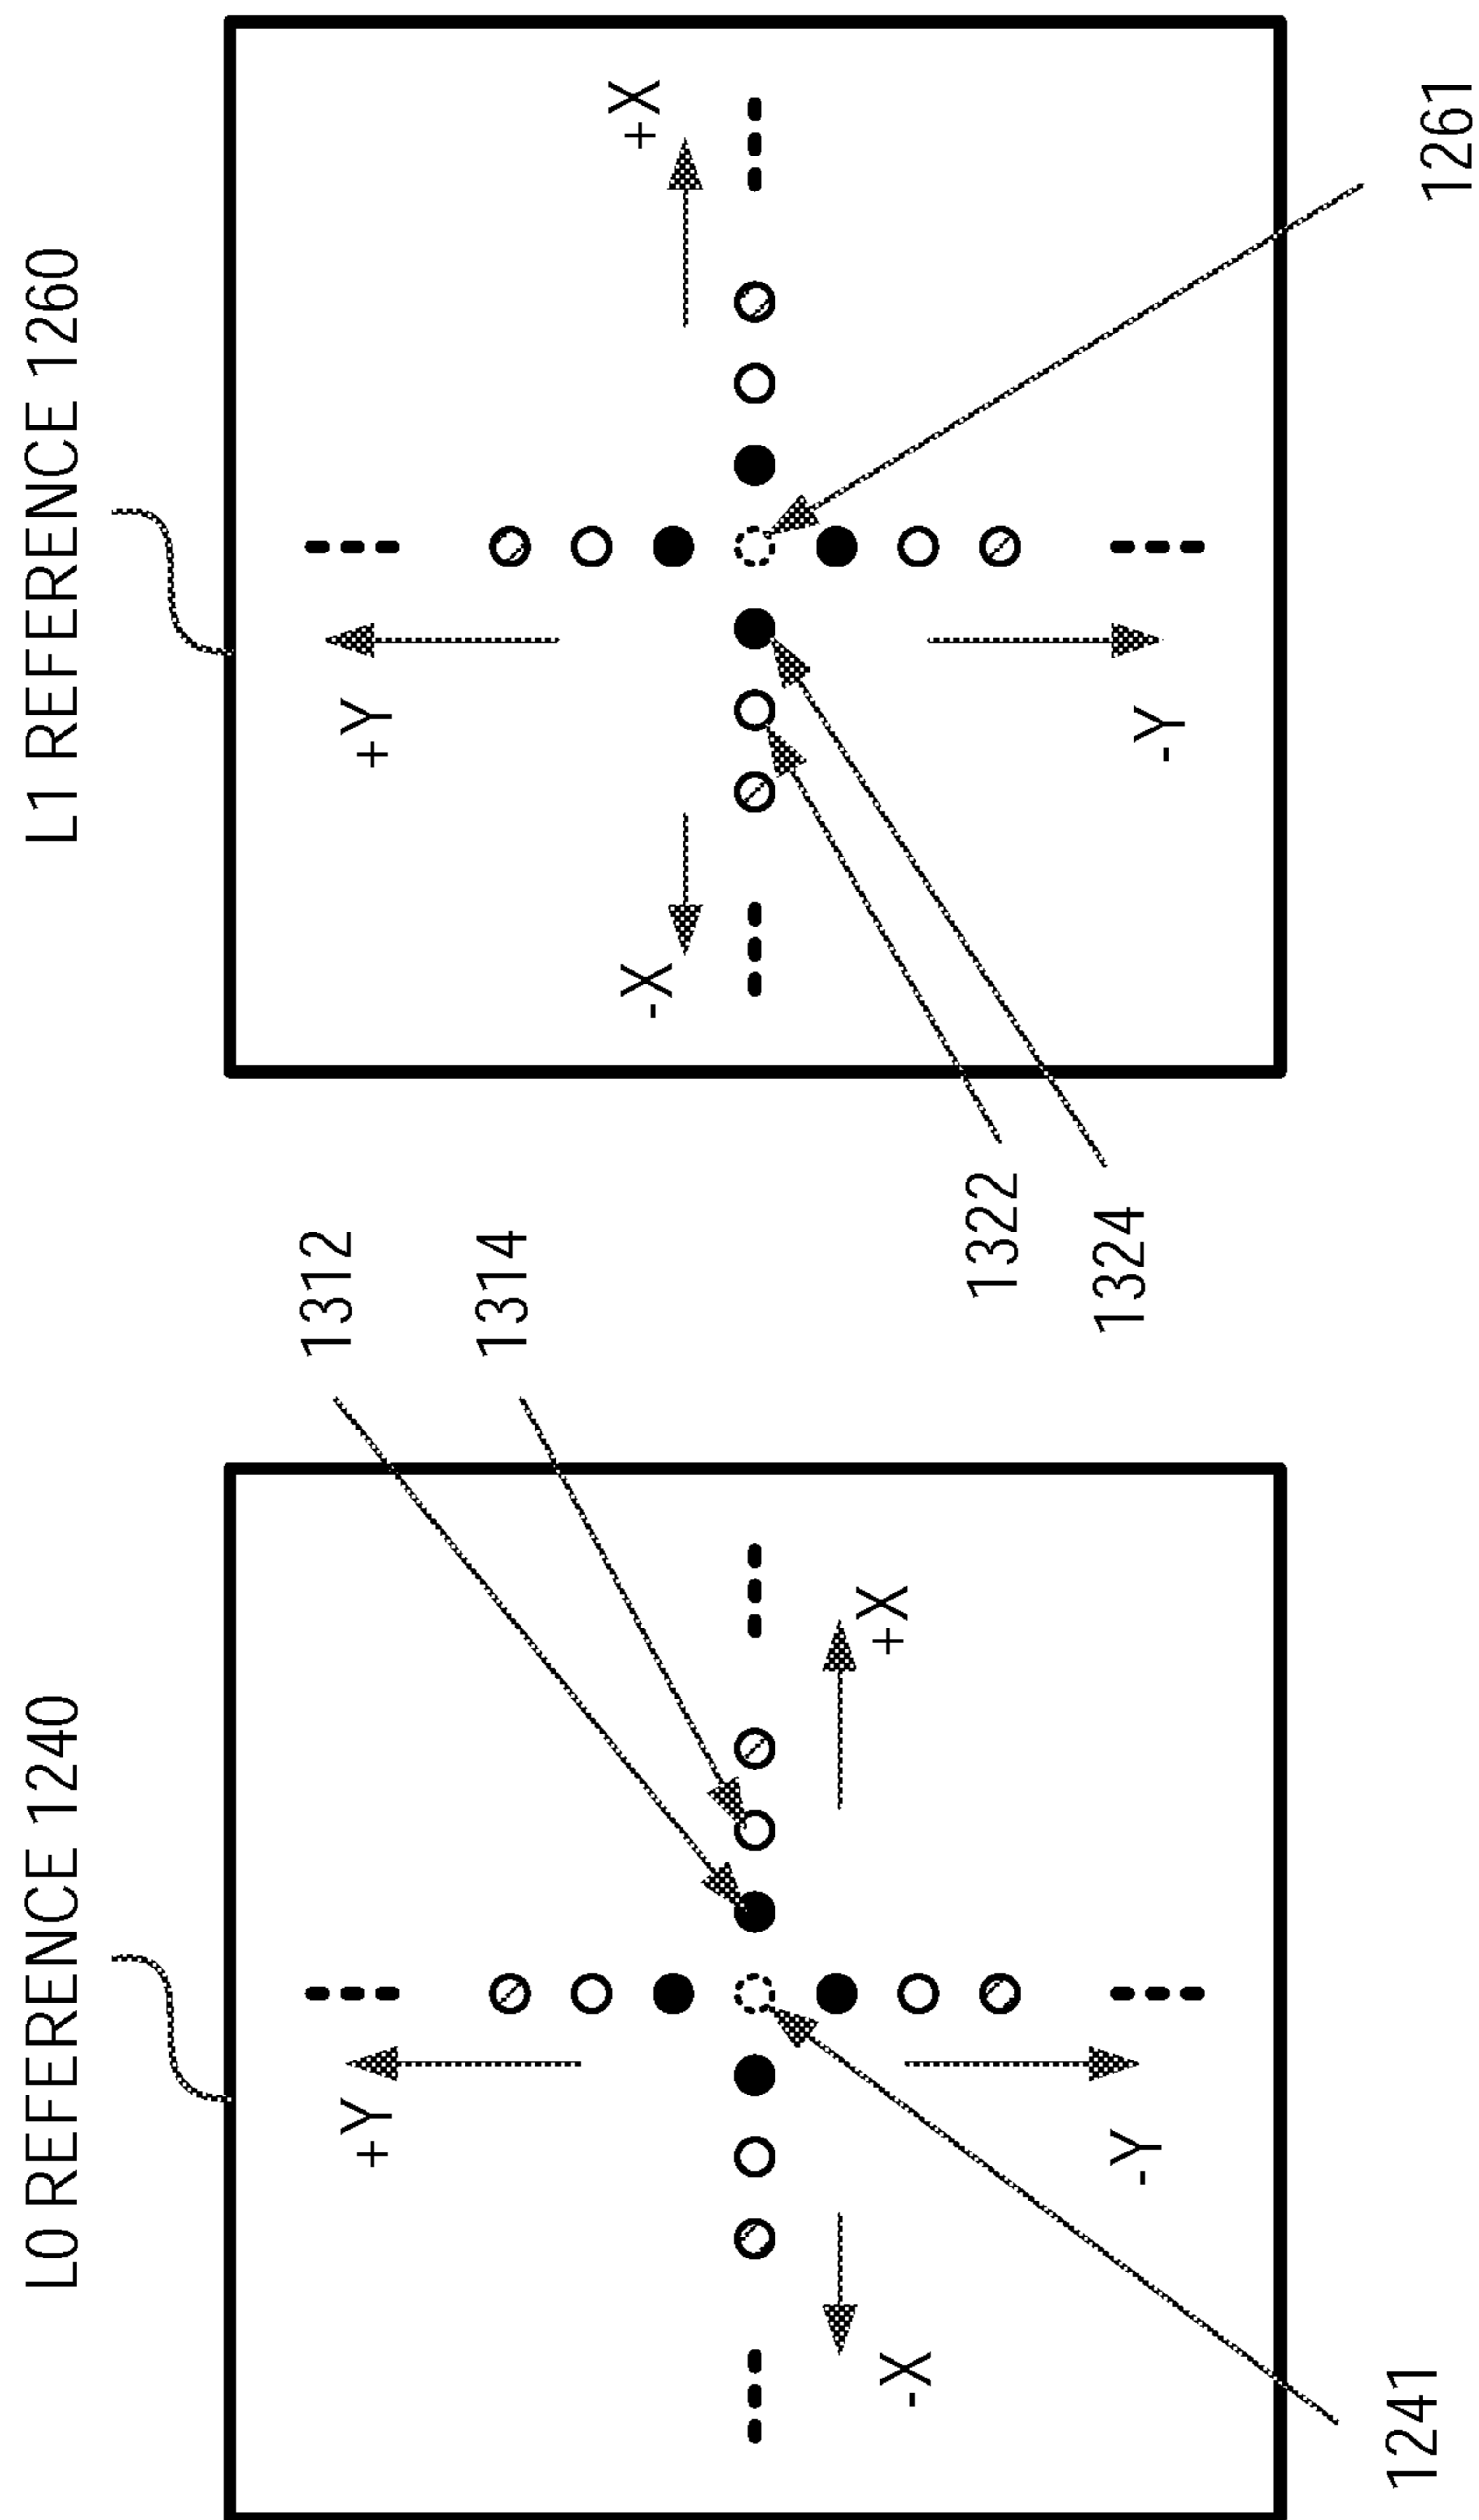 L0 REFERENCE 1240
+Y
-X
+X
-Y
1241
1312
1314
L1 REFERENCE 1260
+Y
-X
+X
-Y
1322
1324
1261